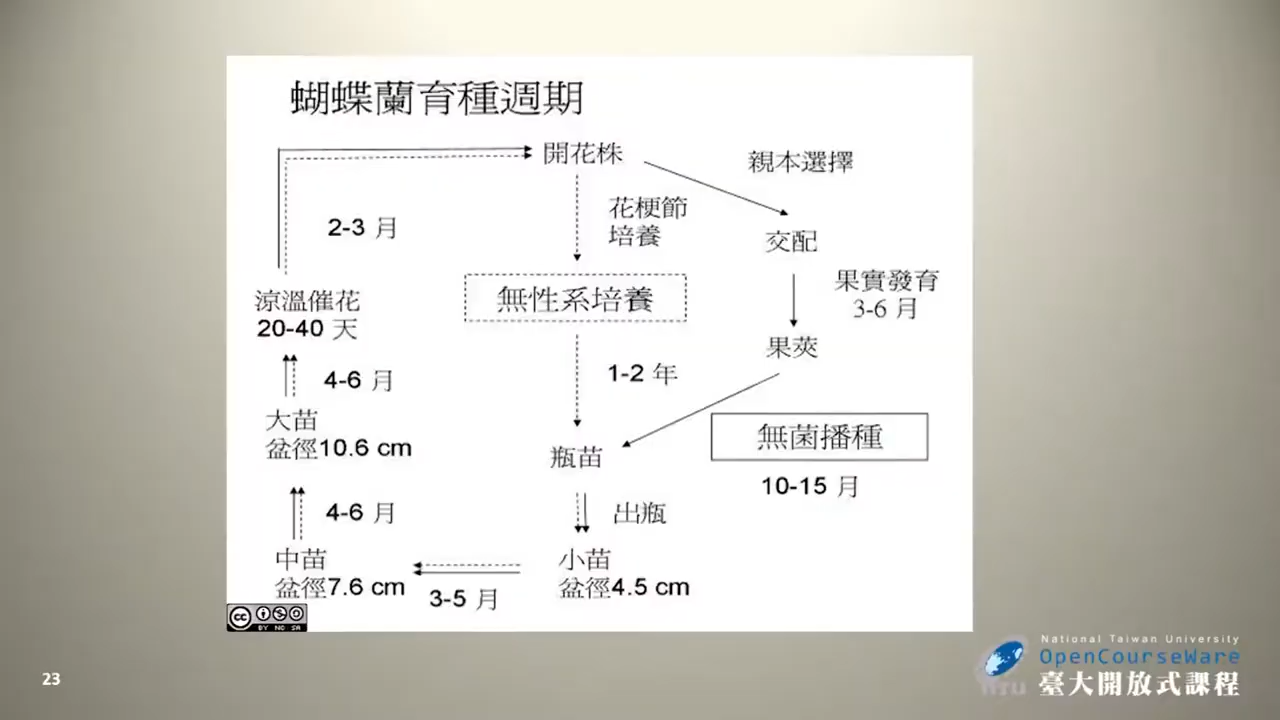 蝴蝶蘭育種週期
開花株
親本選擇
花梗節
培養
2-3 月
交配
果實發育
3-6 月
涼溫催花
20-40 天
無性系培養
果莢
4-6 月
1-2 年
大苗
盆徑10.6 cm
無菌播種
瓶苗
10-15 月
4-6 月
出瓶
中苗
盆徑7.6 cm
3-5 月
小苗
盆徑4.5 cm
cc
BY NC SA
National Taiwan University
OpenCourseWare
臺大開放式課程
NTU
23